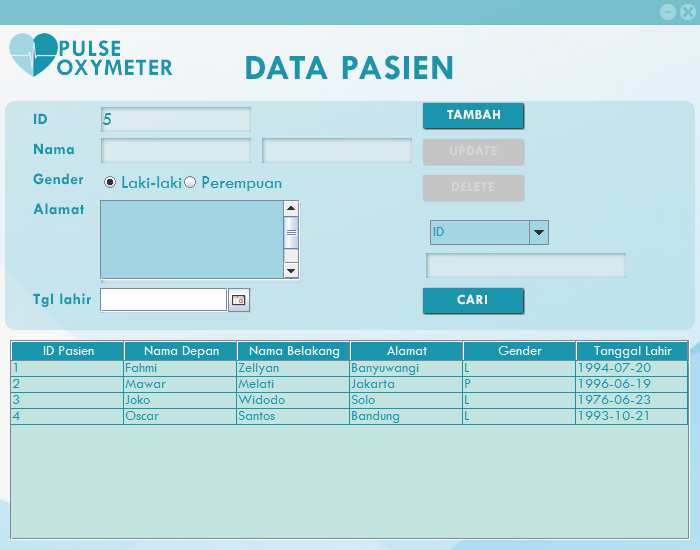 PULSE
OXYMETER
DATA PASIEN
ID 5 TAMBAH
Nama UPDATE
Gender Laki-laki Perempuan DELETE
Alamat
ID
Tgl lahir CARI
ID Pasien Nama Depan Nama Belakang Alamat Gender Tanggal Lahir
1 Fahmi Zellyan Banyuwangi L 1994-07-20
2 Mawar Melati Jakarta P 1996-06-19
3 Joko Widodo Solo L 1976-06-23
4 Oscar Santos Bandung L 1993-10-21